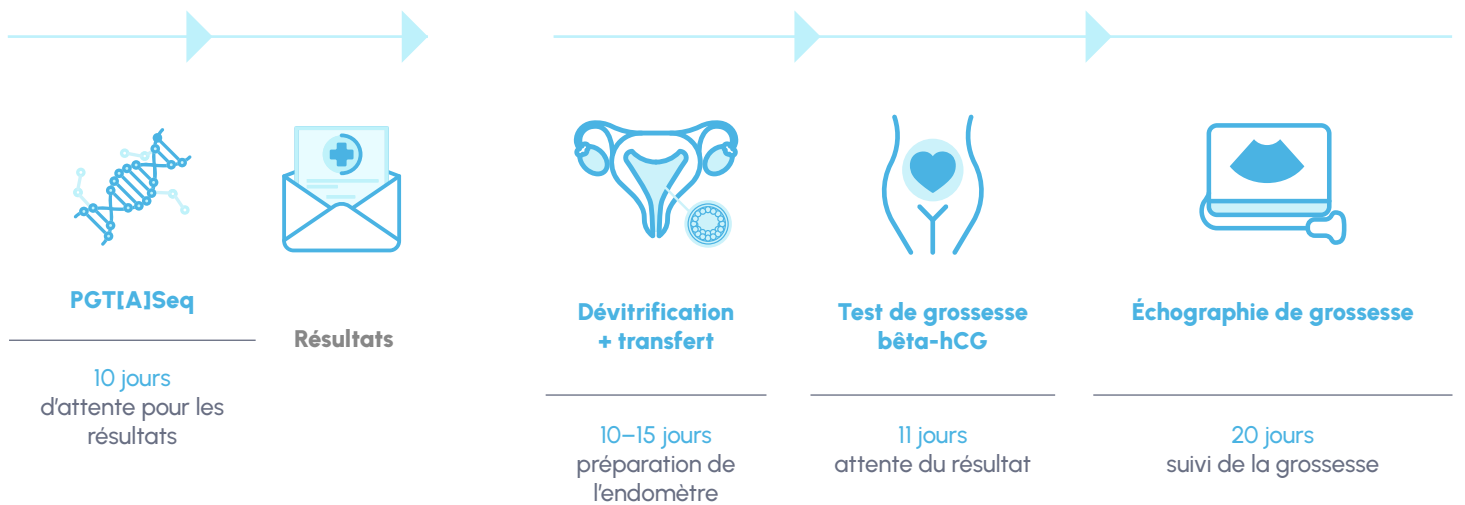 PGT[A]Seq
10 jours
d'attente pour les
résultats
Résultats
Dévitrification
+ transfert
10–15 jours
préparation de
l'endomètre
Test de grossesse
bêta-hCG
11 jours
attente du résultat
Échographie de grossesse
20 jours
suivi de la grossesse